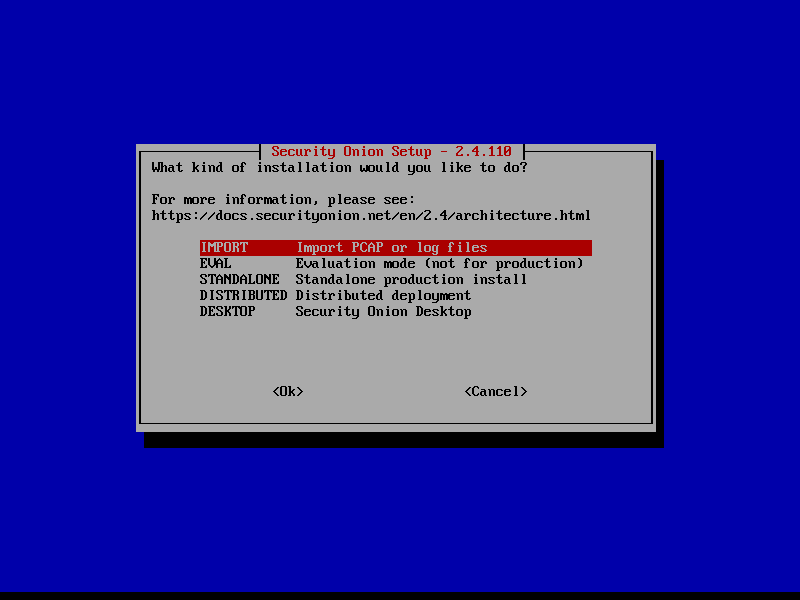 Security Onion Setup - 2.4.110
What kind of installation would you like to do?
For more information, please see:
https://docs.securityonion.net/en/2.4/architecture.html
IMPORT Import PCAP or log files
EVAL Evaluation mode (not for production)
STANDALONE Standalone production install
DISTRIBUTED Distributed deployment
DESKTOP Security Onion Desktop
<Ok> <Cancel>